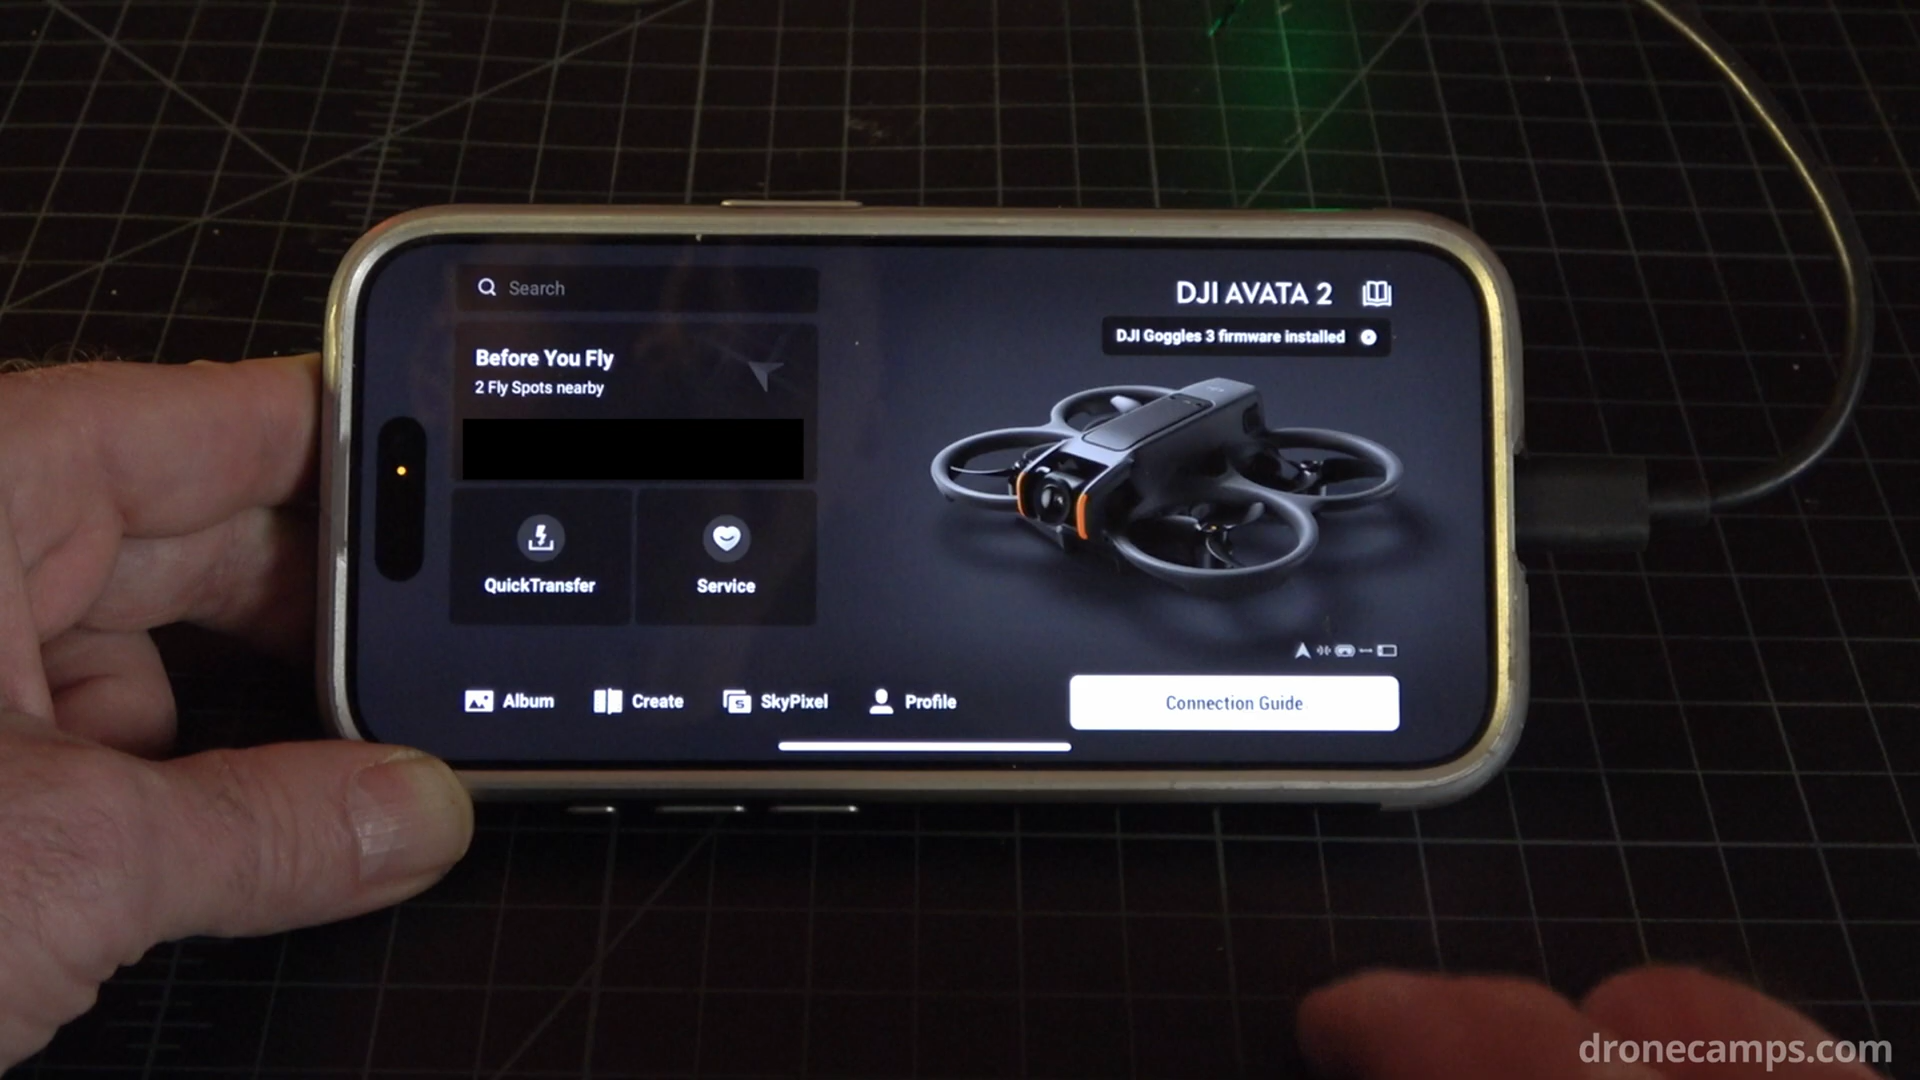 Search
Before You Fly
2 Fly Spots nearby
QuickTransfer
Service
Album
Create
SkyPixel
Profile
DJI AVATA 2
DJI Goggles 3 firmware installed
Connection Guide
dronecamps.com